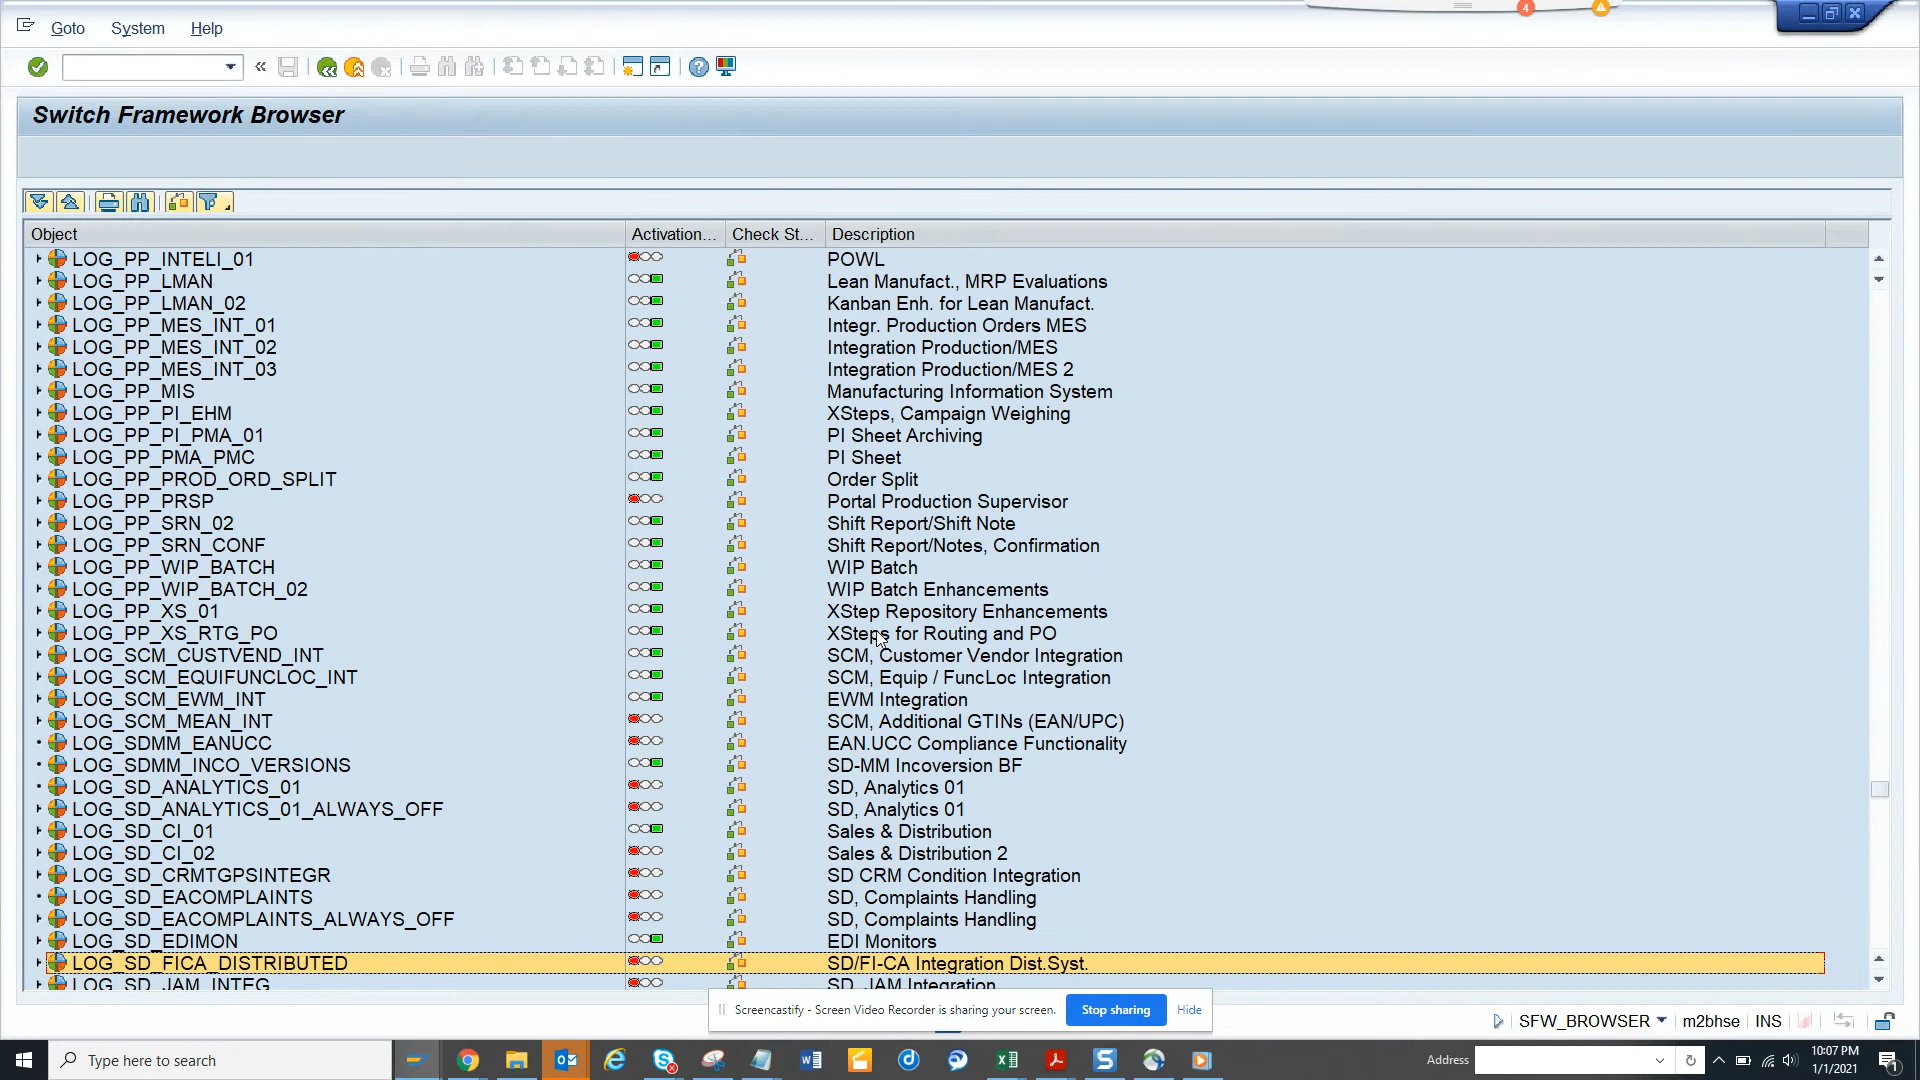 4
Goto System Help
Switch Framework Browser
Object Activation... Check St... Description
LOG_PP_INTELI_01 POWL
LOG_PP_LMAN Lean Manufact., MRP Evaluations
LOG_PP_LMAN_02 Kanban Enh. for Lean Manufact.
LOG_PP_MES_INT_01 Integr. Production Orders MES
LOG_PP_MES_INT_02 Integration Production/MES
LOG_PP_MES_INT_03 Integration Production/MES 2
LOG_PP_MIS Manufacturing Information System
LOG_PP_PI_EHM XSteps, Campaign Weighing
LOG_PP_PI_PMA_01 PI Sheet Archiving
LOG_PP_PMA_PMC PI Sheet
LOG_PP_PROD_ORD_SPLIT Order Split
LOG_PP_PRSP Portal Production Supervisor
LOG_PP_SRN_02 Shift Report/Shift Note
LOG_PP_SRN_CONF Shift Report/Notes, Confirmation
LOG_PP_WIP_BATCH WIP Batch
LOG_PP_WIP_BATCH_02 WIP Batch Enhancements
LOG_PP_XS_01 XStep Repository Enhancements
LOG_PP_XS_RTG_PO XSteps for Routing and PO
LOG_SCM_CUSTVEND_INT SCM, Customer Vendor Integration
LOG_SCM_EQUIFUNCLOC_INT SCM, Equip / FuncLoc Integration
LOG_SCM_EWM_INT EWM Integration
LOG_SCM_MEAN_INT SCM, Additional GTINs (EAN/UPC)
LOG_SDMM_EANUCC EAN.UCC Compliance Functionality
LOG_SDMM_INCO_VERSIONS SD-MM Incoversion BF
LOG_SD_ANALYTICS_01 SD, Analytics 01
LOG_SD_ANALYTICS_01_ALWAYS_OFF SD, Analytics 01
LOG_SD_CI_01 Sales & Distribution
LOG_SD_CI_02 Sales & Distribution 2
LOG_SD_CRMTGPSINTEGR SD CRM Condition Integration
LOG_SD_EACOMPLAINTS SD, Complaints Handling
LOG_SD_EACOMPLAINTS_ALWAYS_OFF SD, Complaints Handling
LOG_SD_EDIMON EDI Monitors
LOG_SD_FICA_DISTRIBUTED SD/FI-CA Integration Dist.Syst.
LOG_SD_JAM_INTEG SD, JAM Integration
Screencastify - Screen Video Recorder is sharing your screen. Stop sharing Hide
SFW_BROWSER m2bhse INS
Type here to search Address 10:07 PM
1/1/2021
1